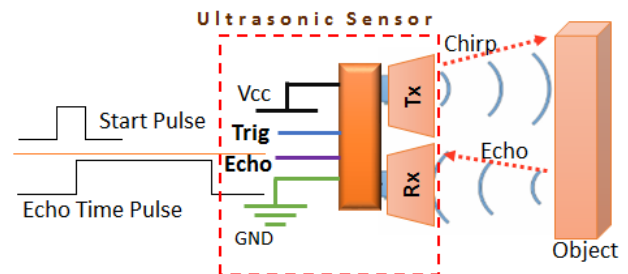 Ultrasonic Sensor
Chirp
Vcc
Tx
Start Pulse
Trig
Echo
Echo
Rx
Echo Time Pulse
GND
Object